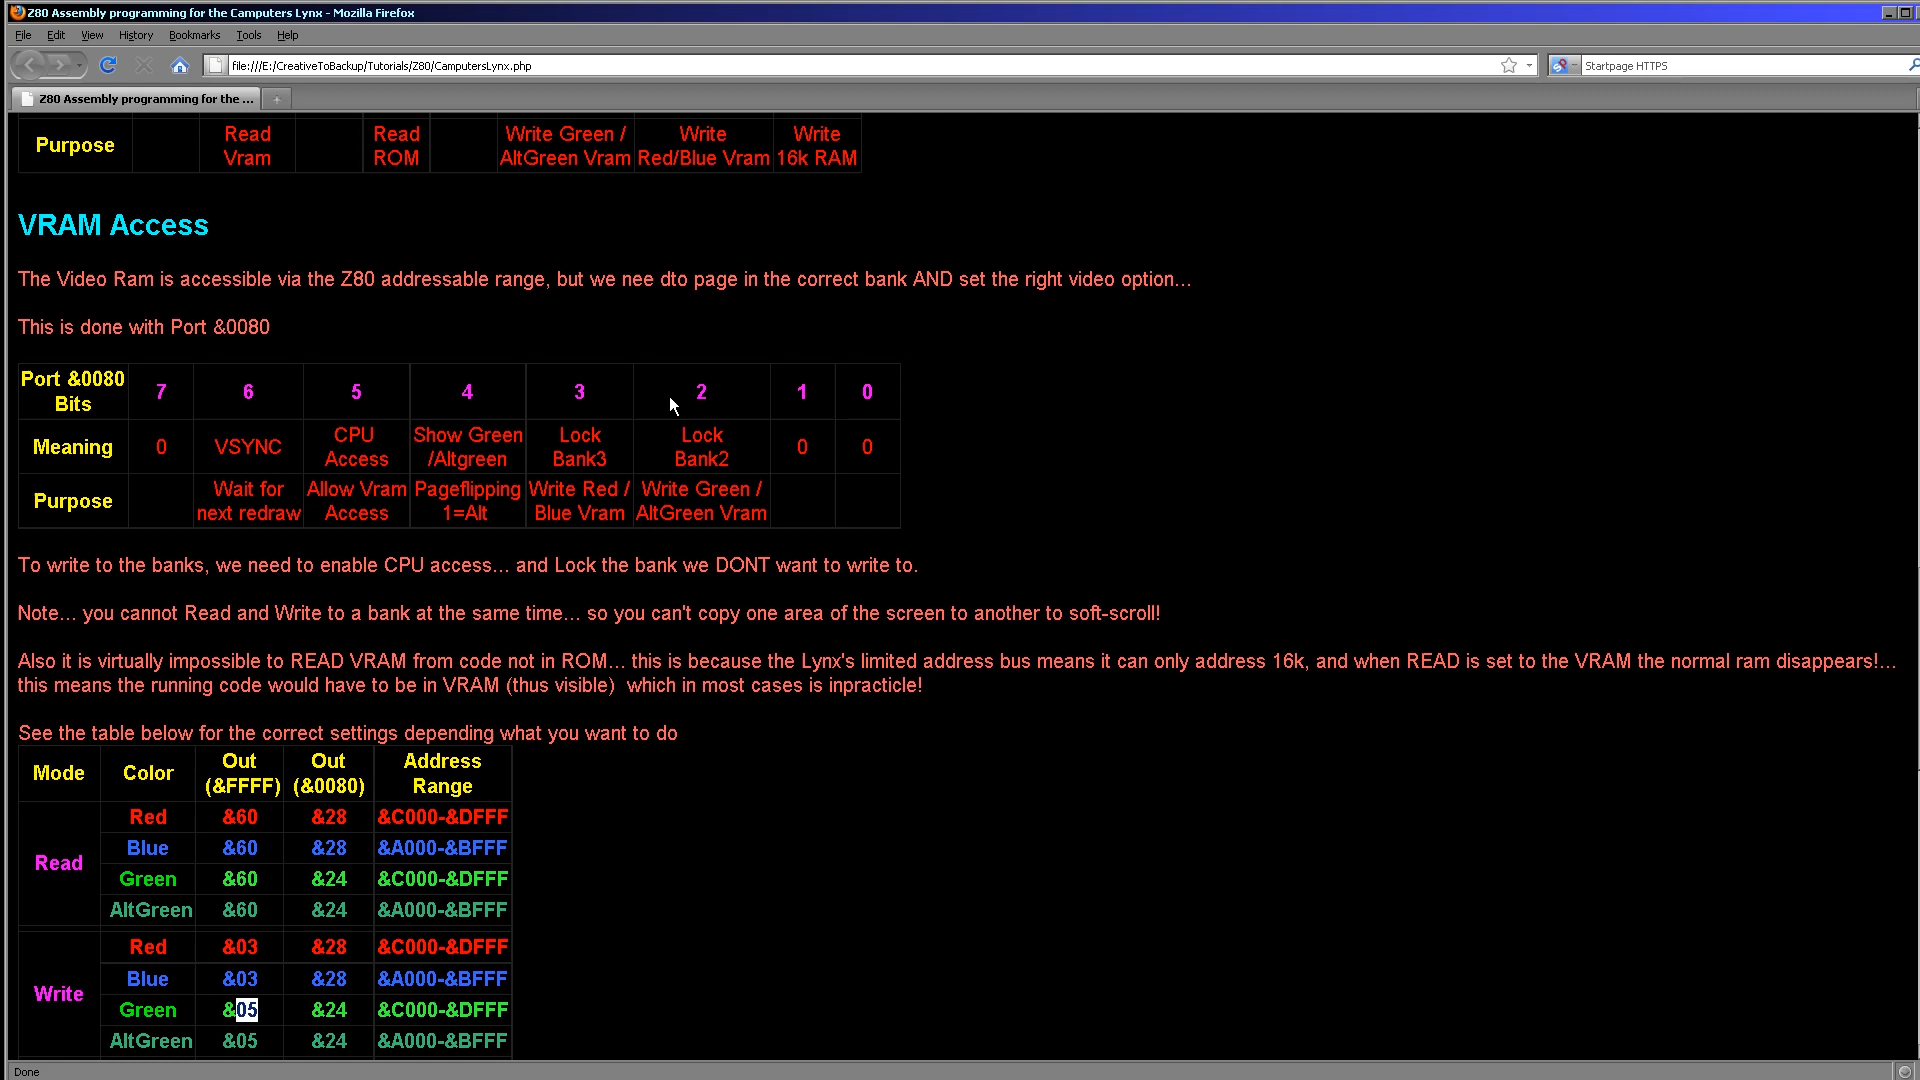 Z80 Assembly programming for the Camputers Lynx - Mozilla Firefox
File Edit View History Bookmarks Tools Help
file:///E:/CreativeToBackup/Tutorials/Z80/CamputersLynx.php
Startpage HTTPS
Z80 Assembly programming for the ...
Purpose Read Vram Read ROM Write Green / AltGreen Vram Write Red/Blue Vram Write 16k RAM
VRAM Access
The Video Ram is accessible via the Z80 addressable range, but we nee dto page in the correct bank AND set the right video option...
This is done with Port &0080
Port &0080 Bits 7 6 5 4 3 2 1 0
Meaning 0 VSYNC CPU Access Show Green /Altgreen Lock Bank3 Lock Bank2 0 0
Purpose Wait for next redraw Allow Vram Access Pageflipping 1=Alt Write Red / Blue Vram Write Green / AltGreen Vram
To write to the banks, we need to enable CPU access... and Lock the bank we DONT want to write to.
Note... you cannot Read and Write to a bank at the same time... so you can't copy one area of the screen to another to soft-scroll!
Also it is virtually impossible to READ VRAM from code not in ROM... this is because the Lynx's limited address bus means it can only address 16k, and when READ is set to the VRAM the normal ram disappears!...
this means the running code would have to be in VRAM (thus visible) which in most cases is inpracticle!
See the table below for the correct settings depending what you want to do
Mode Color Out (&FFFF) Out (&0080) Address Range
Read
Red &60 &28 &C000-&DFFF
Blue &60 &28 &A000-&BFFF
Green &60 &24 &C000-&DFFF
AltGreen &60 &24 &A000-&BFFF
Write
Red &03 &28 &C000-&DFFF
Blue &03 &28 &A000-&BFFF
Green &05 &24 &C000-&DFFF
AltGreen &05 &24 &A000-&BFFF
Done